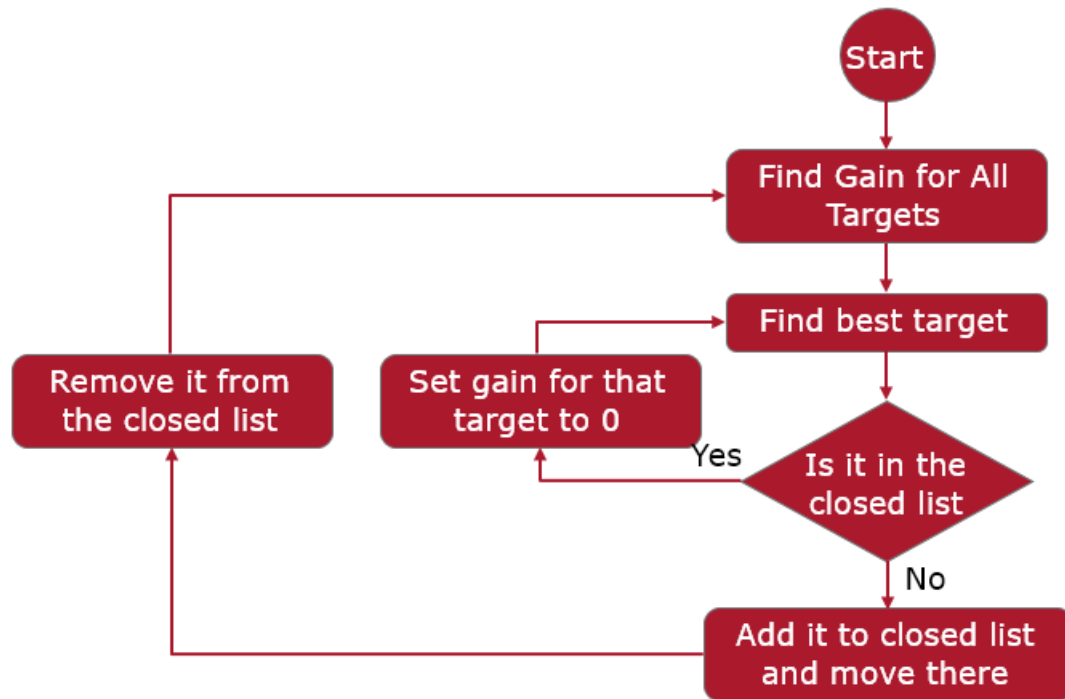 Start
Find Gain for All
Targets
Find best target
Remove it from
the closed list
Set gain for that
target to 0
Yes
Is it in the
closed list
No
Add it to closed list
and move there